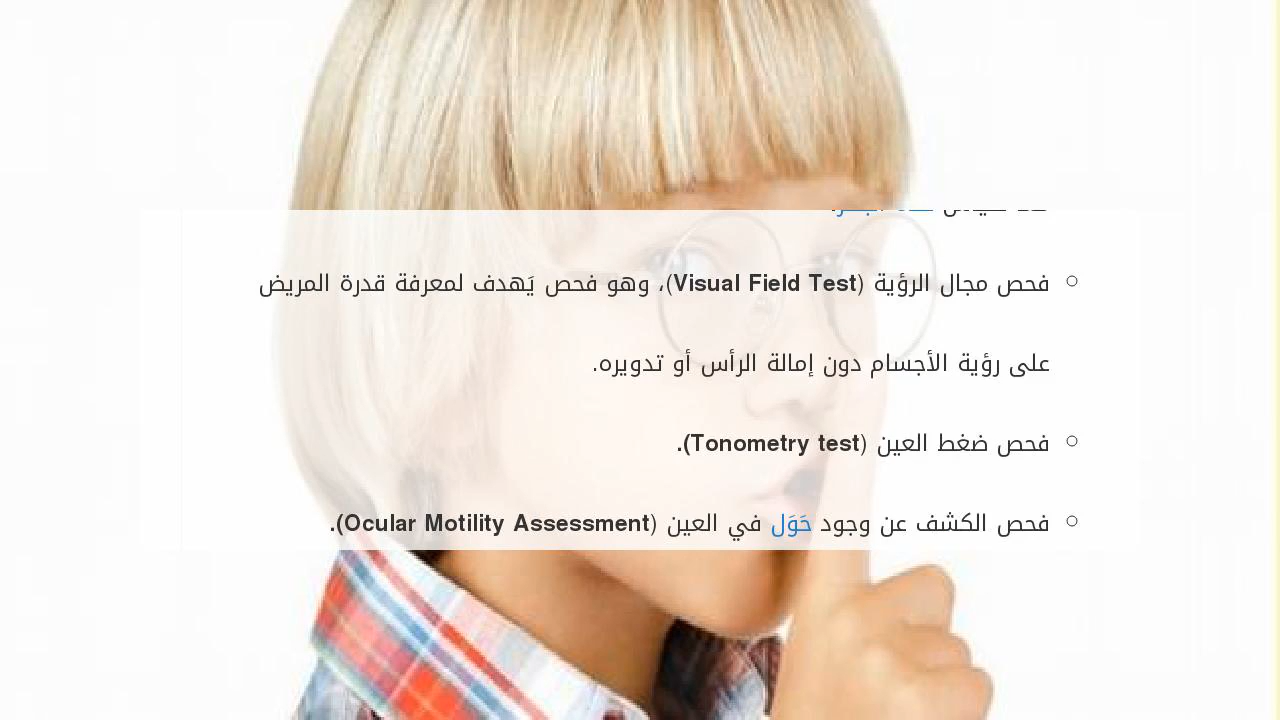 فحص مجال الرؤية (Visual Field Test)، وهو فحص يَهدف لمعرفة قدرة المريض
على رؤية الأجسام دون إمالة الرأس أو تدويره.
فحص ضغط العين (Tonometry test).
فحص الكشف عن وجود حَوَل في العين (Ocular Motility Assessment).